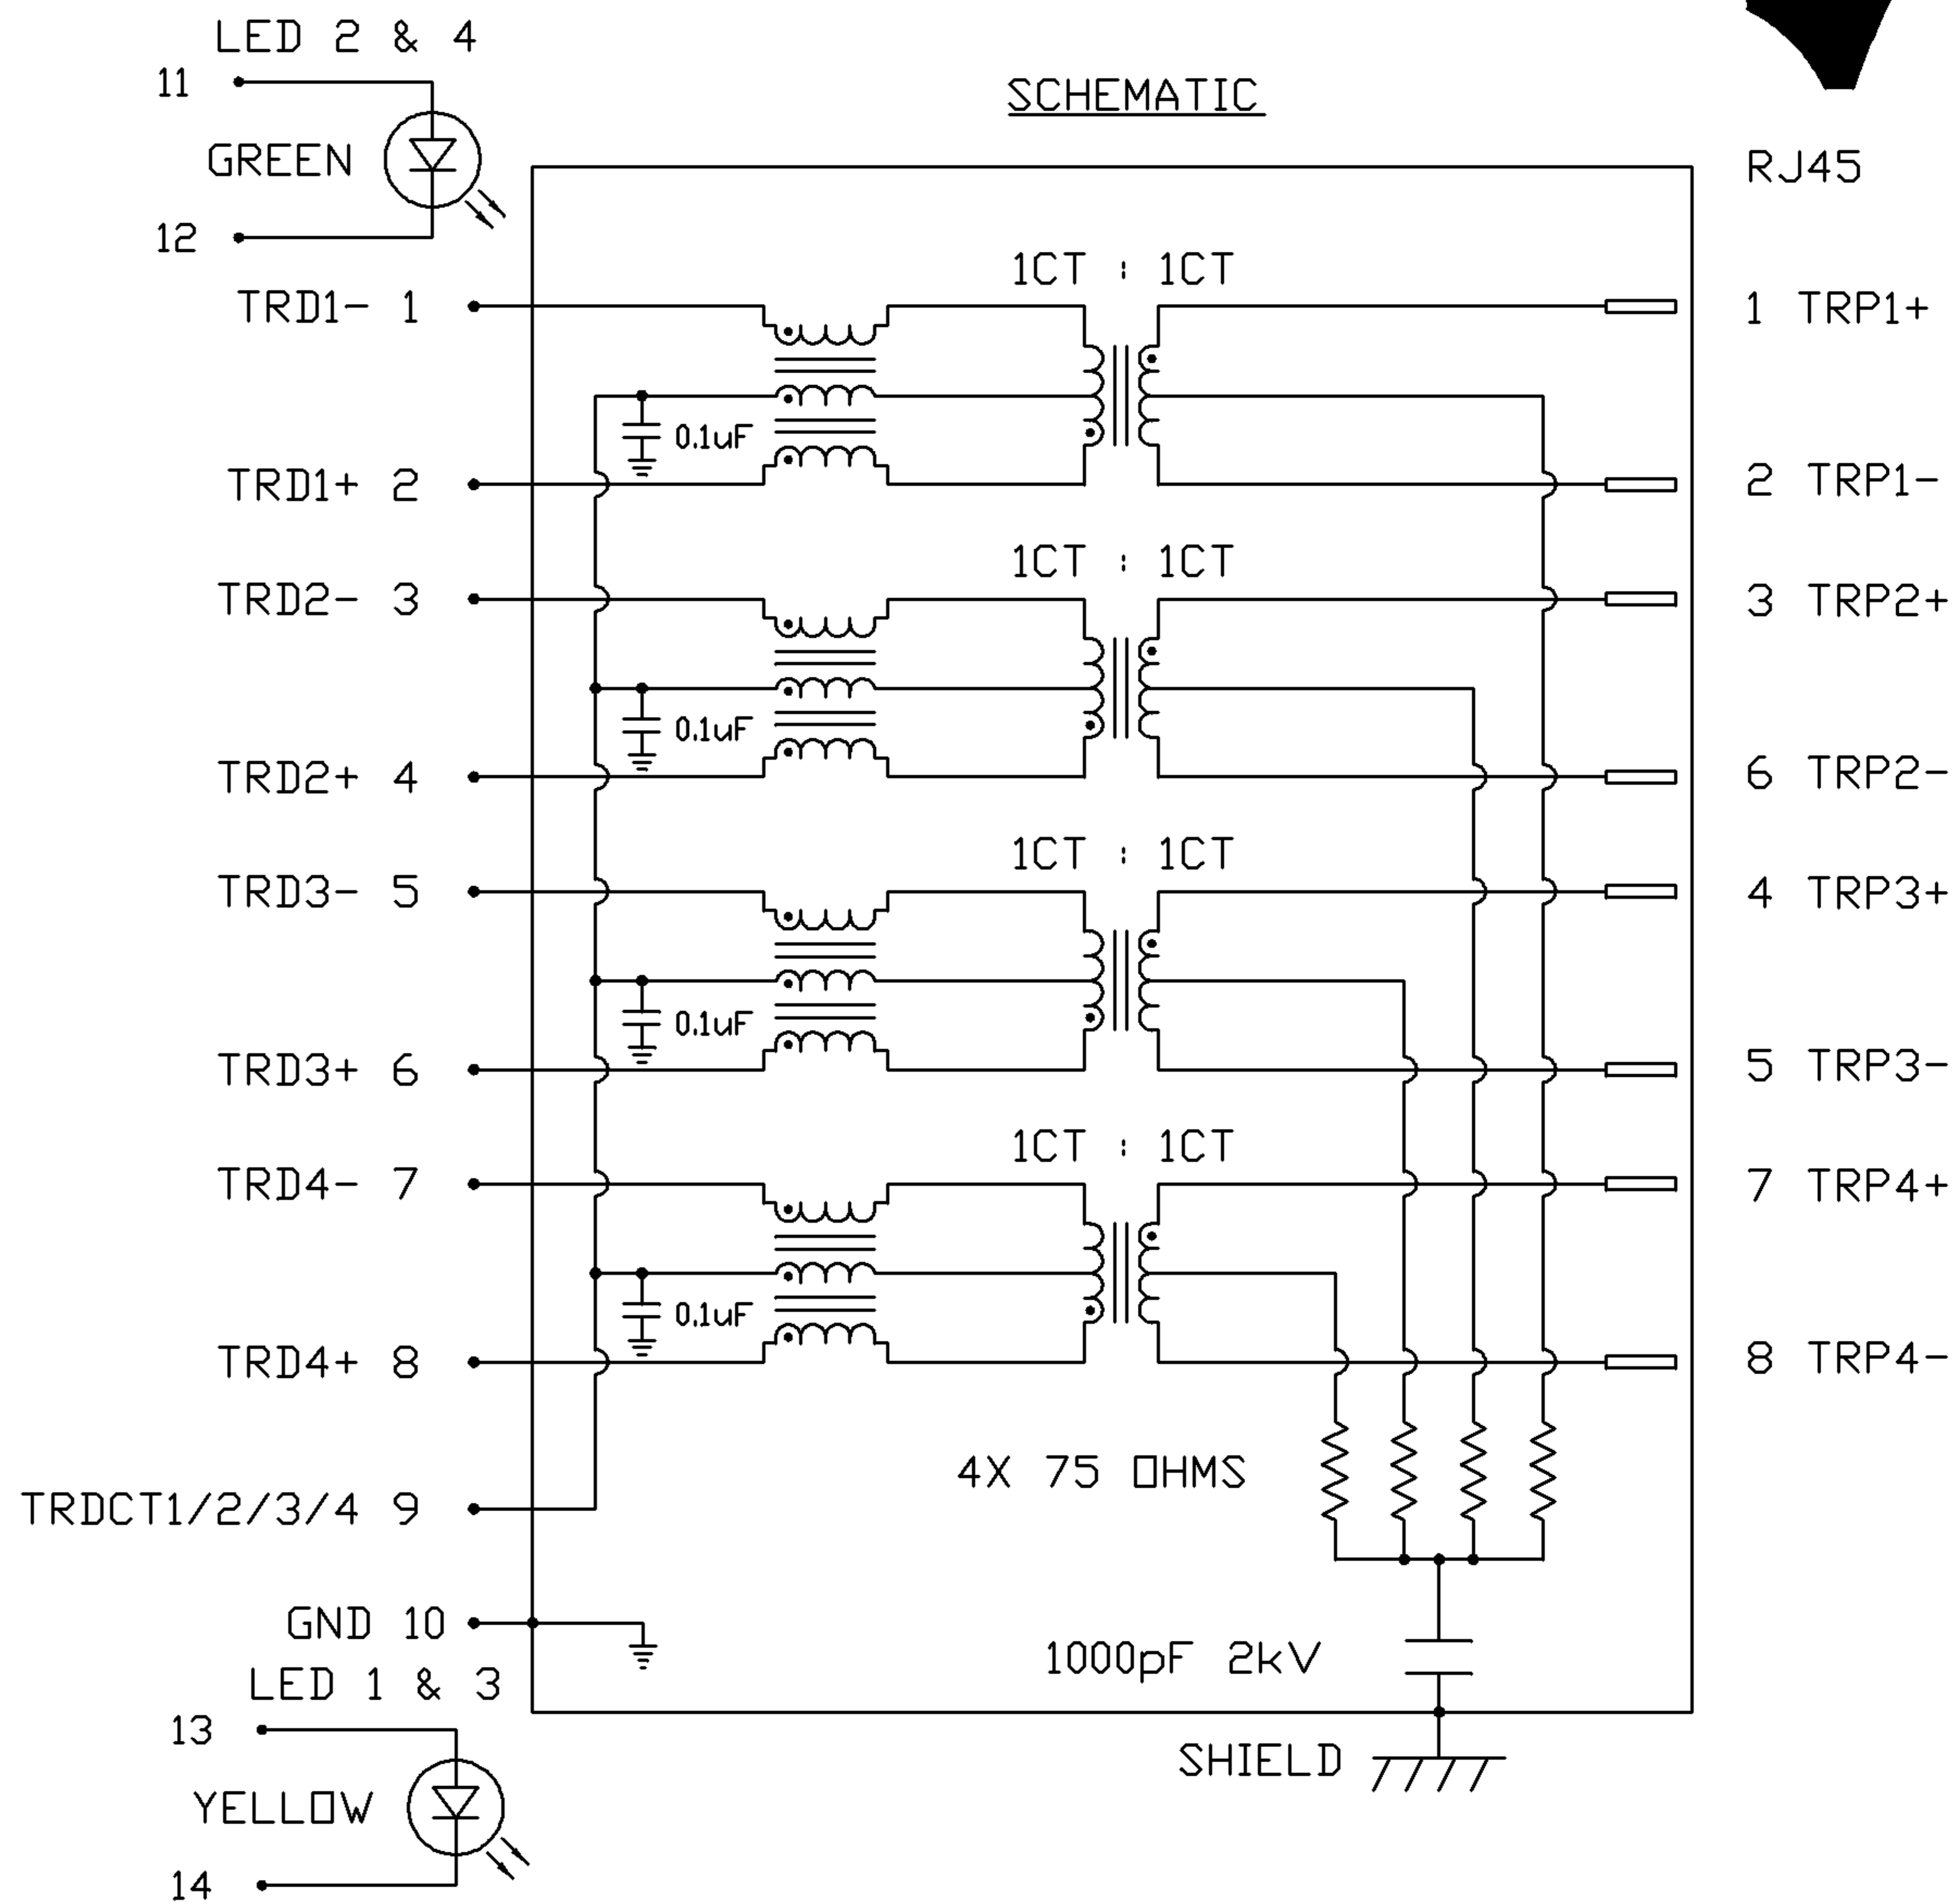 LED 2 & 4
11
SCHEMATIC
GREEN
RJ45
12
1CT : 1CT
TRD1- 1
1 TRP1+
0.1uF
TRD1+ 2
2 TRP1-
1CT : 1CT
TRD2- 3
3 TRP2+
0.1uF
TRD2+ 4
6 TRP2-
1CT : 1CT
TRD3- 5
4 TRP3+
0.1uF
TRD3+ 6
5 TRP3-
1CT : 1CT
TRD4- 7
7 TRP4+
0.1uF
TRD4+ 8
8 TRP4-
4X 75 OHMS
TRDCT1/2/3/4 9
GND 10
1000pF 2kV
LED 1 & 3
13
SHIELD
YELLOW
14